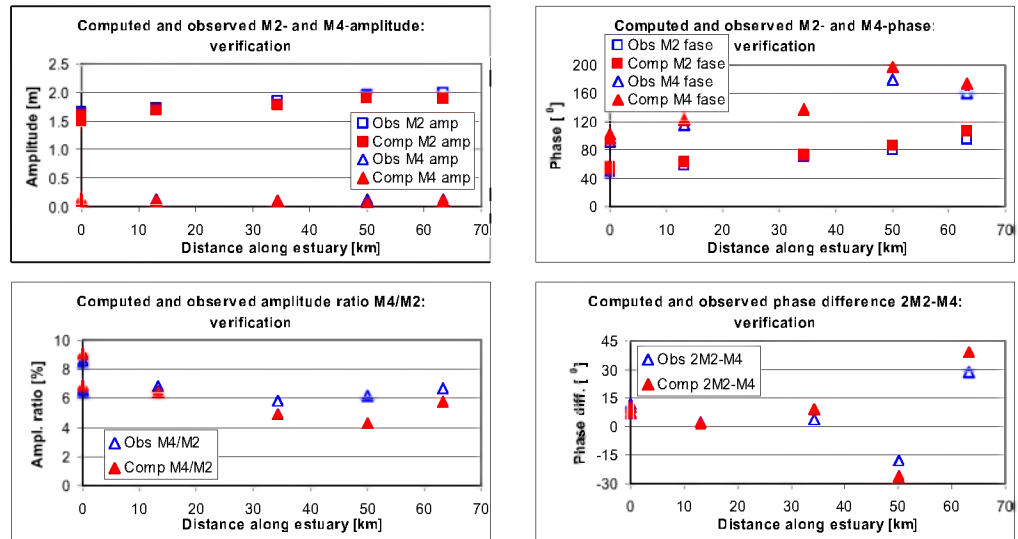 Computed and observed M2- and M4-amplitude:
verification
Amplitude [m]
2.5
2.0
1.5
1.0
0.5
0.0
Obs M2 amp
Comp M2 amp
Obs M4 amp
Comp M4 amp
0 10 20 30 40 50 60 70
Distance along estuary [km]
Computed and observed M2- and M4-phase:
verification
Phase [ 0]
200
160
120
80
40
0
Obs M2 fase
Comp M2 fase
Obs M4 fase
Comp M4 fase
0 10 20 30 40 50 60 70
Distance along estuary [km]
Computed and observed amplitude ratio M4/M2:
verification
Ampl. ratio [%]
10
8
6
4
2
0
Obs M4/M2
Comp M4/M2
0 10 20 30 40 50 60 70
Distance along estuary [km]
Computed and observed phase difference 2M2-M4:
verification
Phase diff. [ 0]
45
30
15
0
-15
-30
Obs 2M2-M4
Comp 2M2-M4
0 10 20 30 40 50 60 70
Distance along estuary [km]